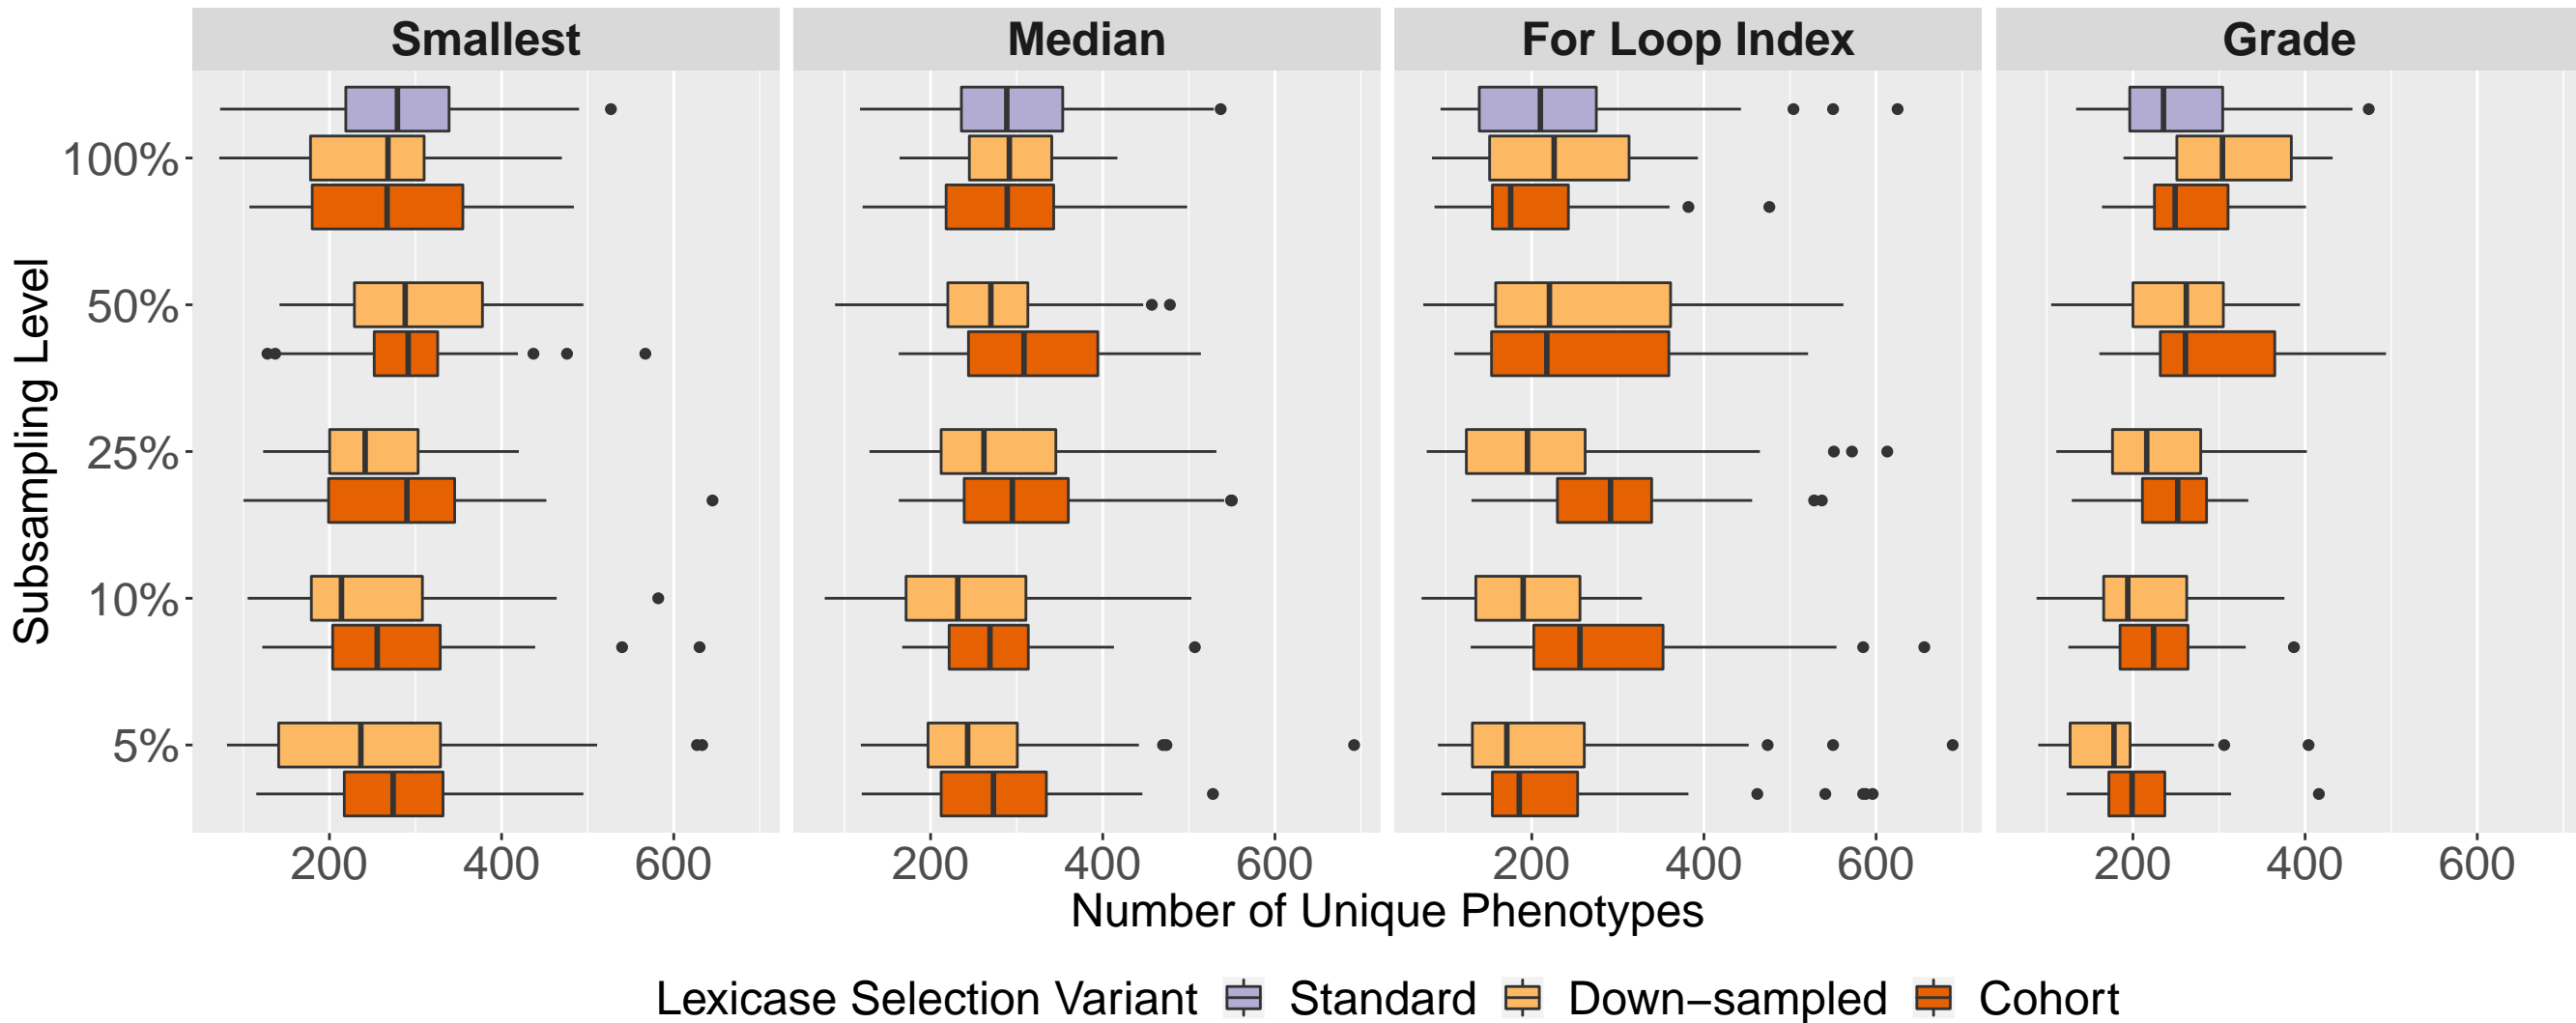 Smallest Median For Loop Index Grade
Subsampling Level
100%
50%
25%
10%
5%
200 400 600 200 400 600 200 400 600 200 400 600
Number of Unique Phenotypes
Lexicase Selection Variant Standard Down−sampled Cohort